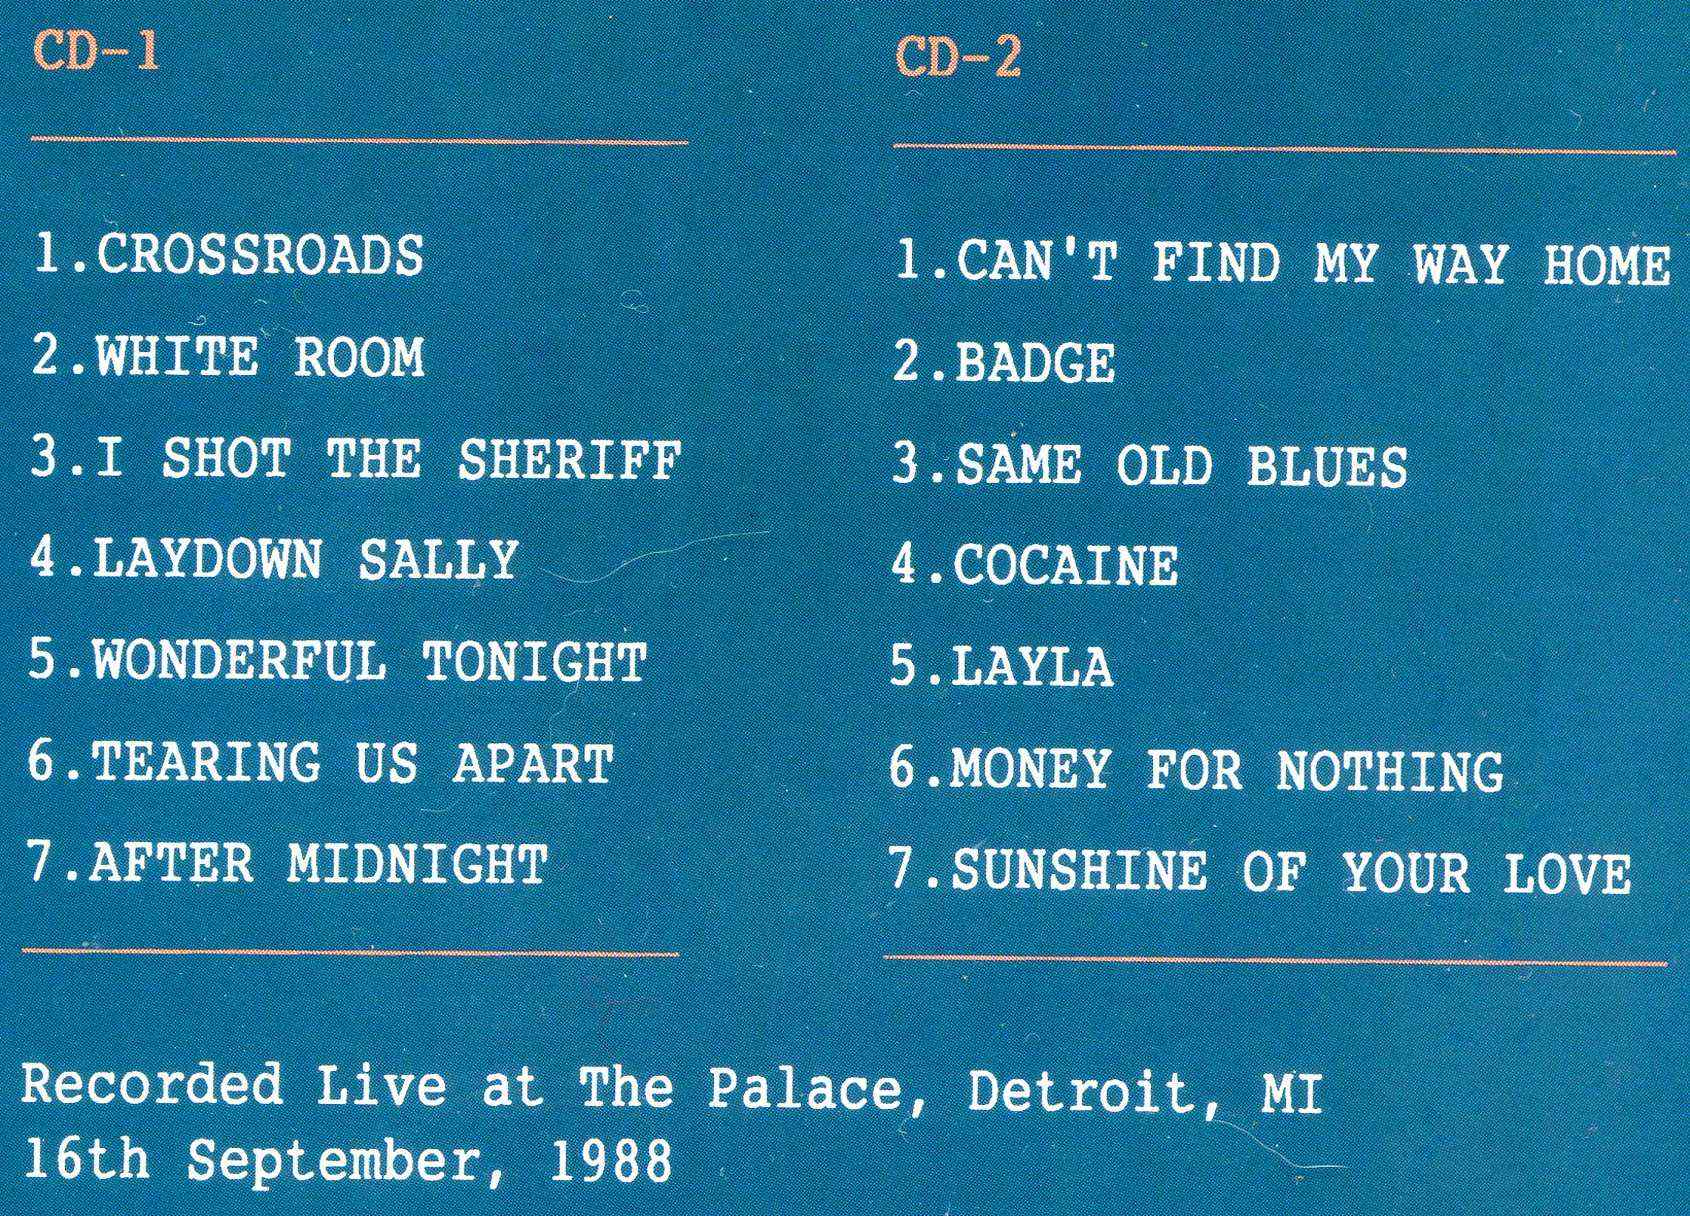 CD-1
1.CROSSROADS
2.WHITE ROOM
3.I SHOT THE SHERIFF
4.LAYDOWN SALLY
5.WONDERFUL TONIGHT
6.TEARING US APART
7.AFTER MIDNIGHT
CD-2
1.CAN'T FIND MY WAY HOME
2.BADGE
3.SAME OLD BLUES
4.COCAINE
5.LAYLA
6.MONEY FOR NOTHING
7.SUNSHINE OF YOUR LOVE
Recorded Live at The Palace, Detroit, MI
16th September, 1988